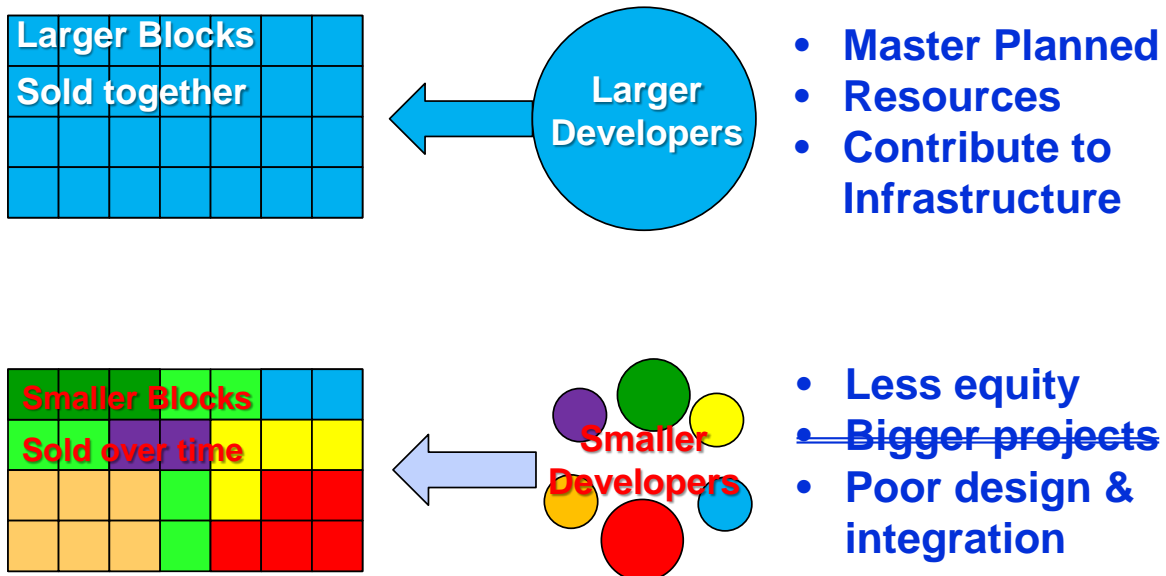 Larger Blocks
Sold together
Larger
Developers
• Master Planned
• Resources
• Contribute to
Infrastructure
Smaller Blocks
Sold over time
Smaller
Developers
• Less equity
• Bigger projects
• Poor design &
integration